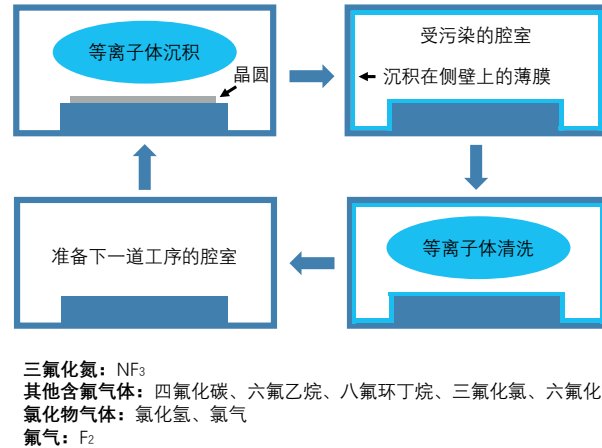 等离子体沉积
晶圆
受污染的腔室
沉积在侧壁上的薄膜
准备下一道工序的腔室
等离子体清洗
三氟化氮：NF₃
其他含氟气体：四氟化碳、六氟乙烷、八氟环丁烷、三氟化氯、六氟化
氯化物气体：氯化氢、氯气
氟气：F₂